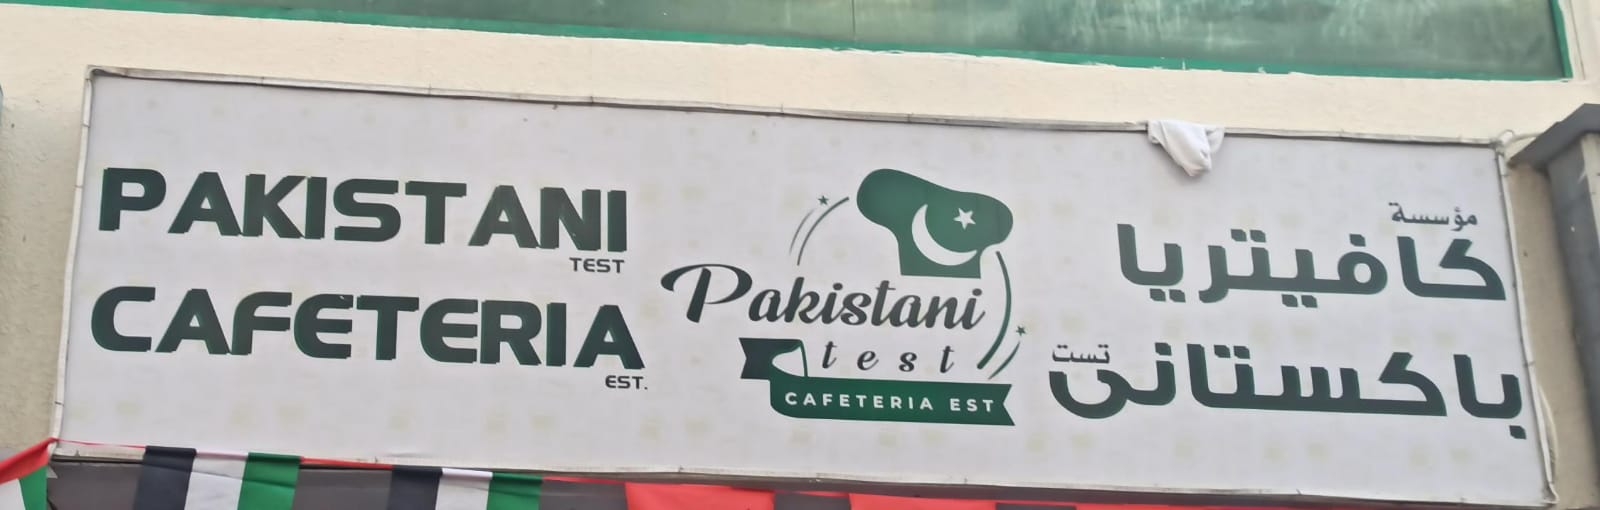 PAKISTANI
TEST
CAFETERIA
EST.
Pakistani
test
CAFETERIA EST
مؤسسة
كافيتريا
باكستانى
تست